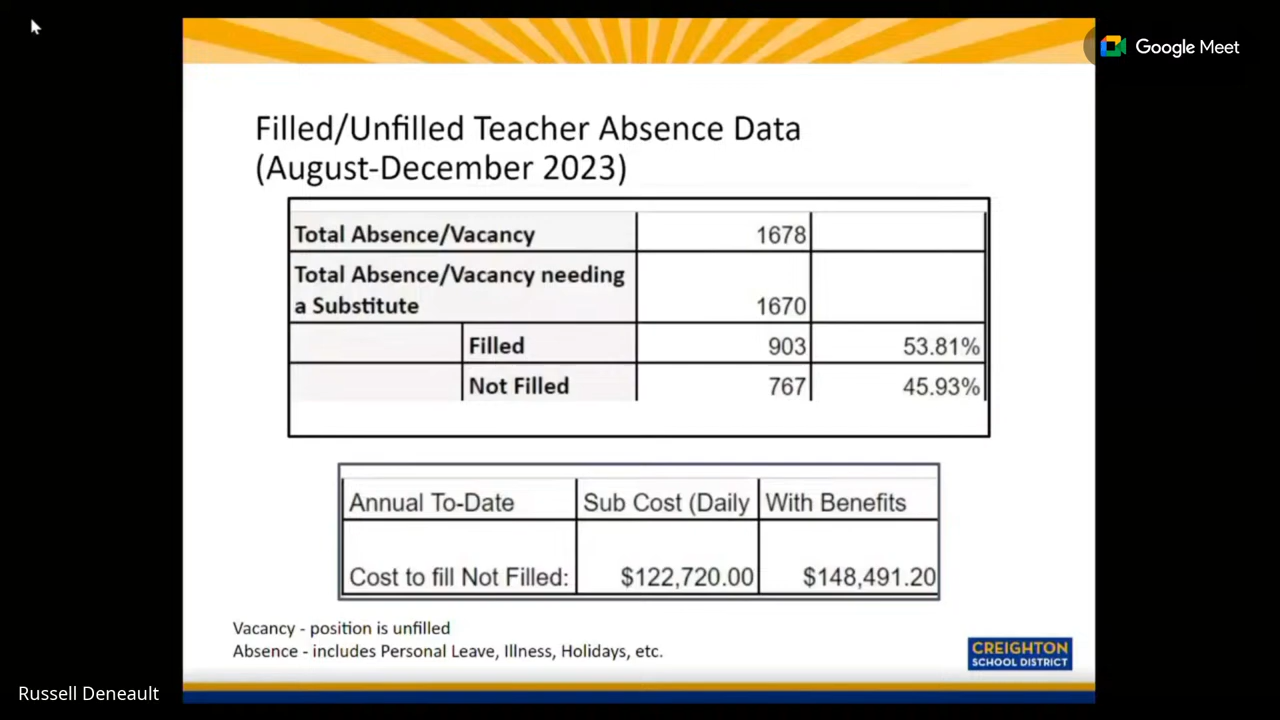 Google Meet
Filled/Unfilled Teacher Absence Data
(August-December 2023)
Total Absence/Vacancy 1678
Total Absence/Vacancy needing
a Substitute 1670
Filled 903 53.81%
Not Filled 767 45.93%
Annual To-Date Sub Cost (Daily With Benefits
Cost to fill Not Filled: $122,720.00 $148,491.20
Vacancy - position is unfilled
Absence - includes Personal Leave, Illness, Holidays, etc.
CREIGHTON
SCHOOL DISTRICT
Russell Deneault